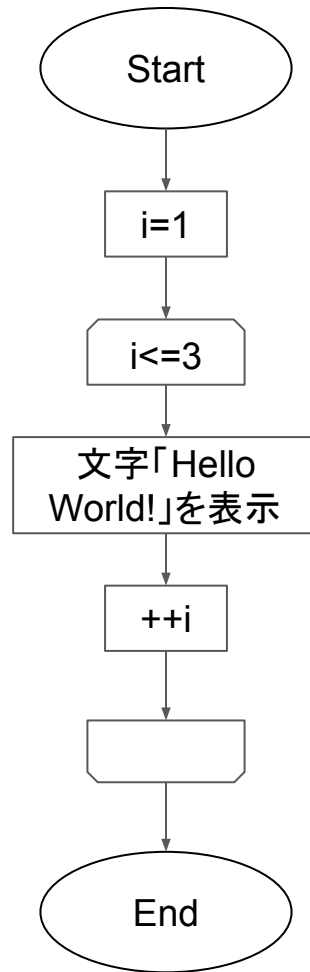 Start
i=1
i<=3
文字「Hello
World!」を表示
++i
End